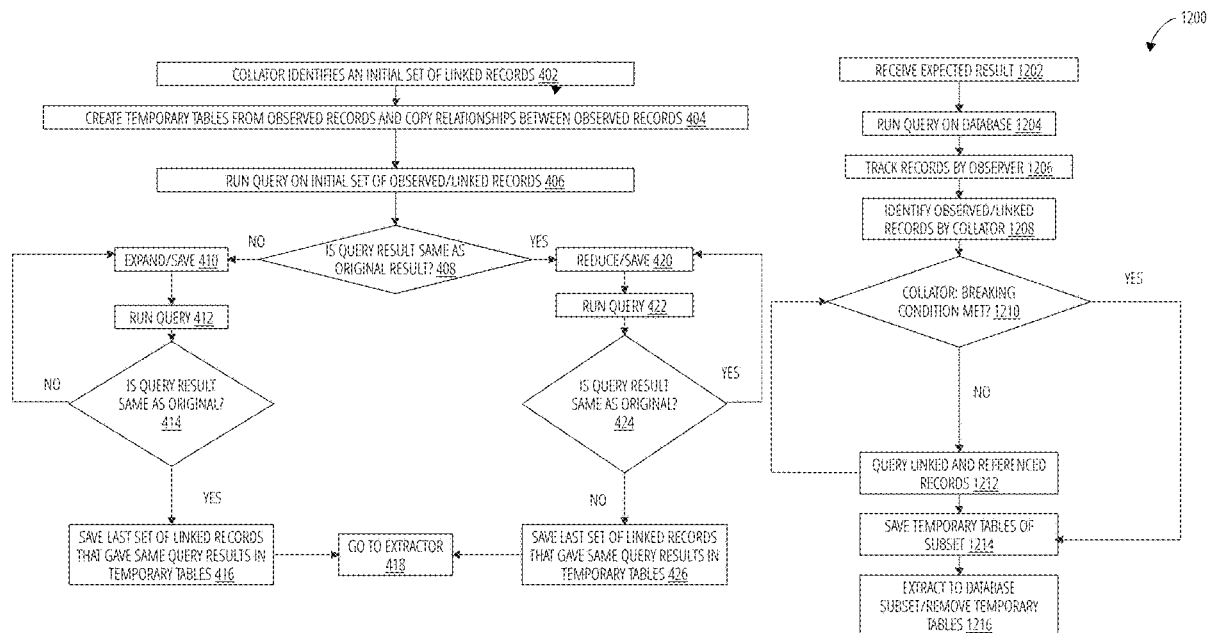 1200
COLLATOR IDENTIFIES AN INITIAL SET OF LINKED RECORDS 402
CREATE TEMPORARY TABLES FROM OBSERVED RECORDS AND COPY RELATIONSHIPS BETWEEN OBSERVED RECORDS 404
RUN QUERY ON INITIAL SET OF OBSERVED/LINKED RECORDS 406
IS QUERY RESULT SAME AS
ORIGINAL RESULT? 408
NO
YES
EXPAND/SAVE 410
RUN QUERY 412
IS QUERY RESULT
SAME AS ORIGINAL?
414
NO
YES
SAVE LAST SET OF LINKED RECORDS
THAT GAVE SAME QUERY RESULTS IN
TEMPORARY TABLES 416
GO TO EXTRACTOR
418
REDUCE/SAVE 420
RUN QUERY 422
IS QUERY RESULT
SAME AS ORIGINAL?
424
YES
NO
SAVE LAST SET OF LINKED RECORDS
THAT GAVE SAME QUERY RESULTS IN
TEMPORARY TABLES 426
RECEIVE EXPECTED RESULT 1202
RUN QUERY ON DATABASE 1204
TRACK RECORDS BY OBSERVER 1206
IDENTIFY OBSERVED/LINKED
RECORDS BY COLLATOR 1208
COLLATOR: BREAKING
CONDITION MET? 1210
YES
NO
QUERY LINKED AND REFERENCED
RECORDS 1212
SAVE TEMPORARY TABLES OF
SUBSET 1214
EXTRACT TO DATABASE
SUBSET/REMOVE TEMPORARY
TABLES 1216